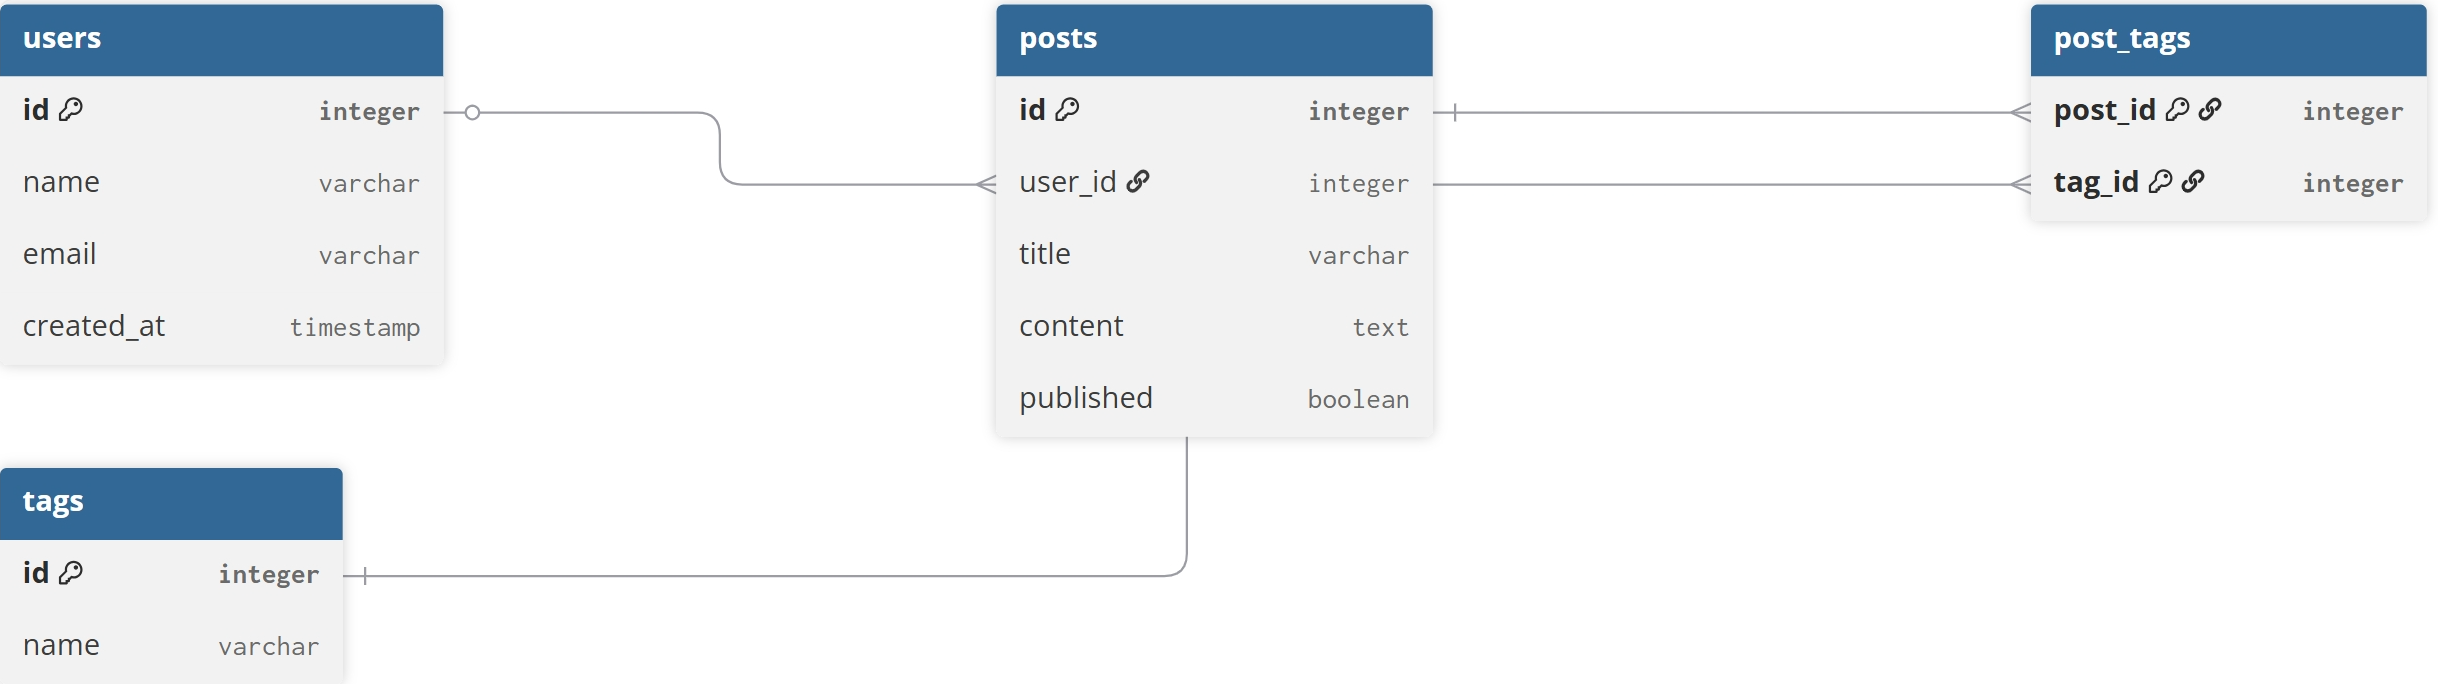 users
id integer
name varchar
email varchar
created_at timestamp
posts
id integer
user_id integer
title varchar
content text
published boolean
post_tags
post_id integer
tag_id integer
tags
id integer
name varchar